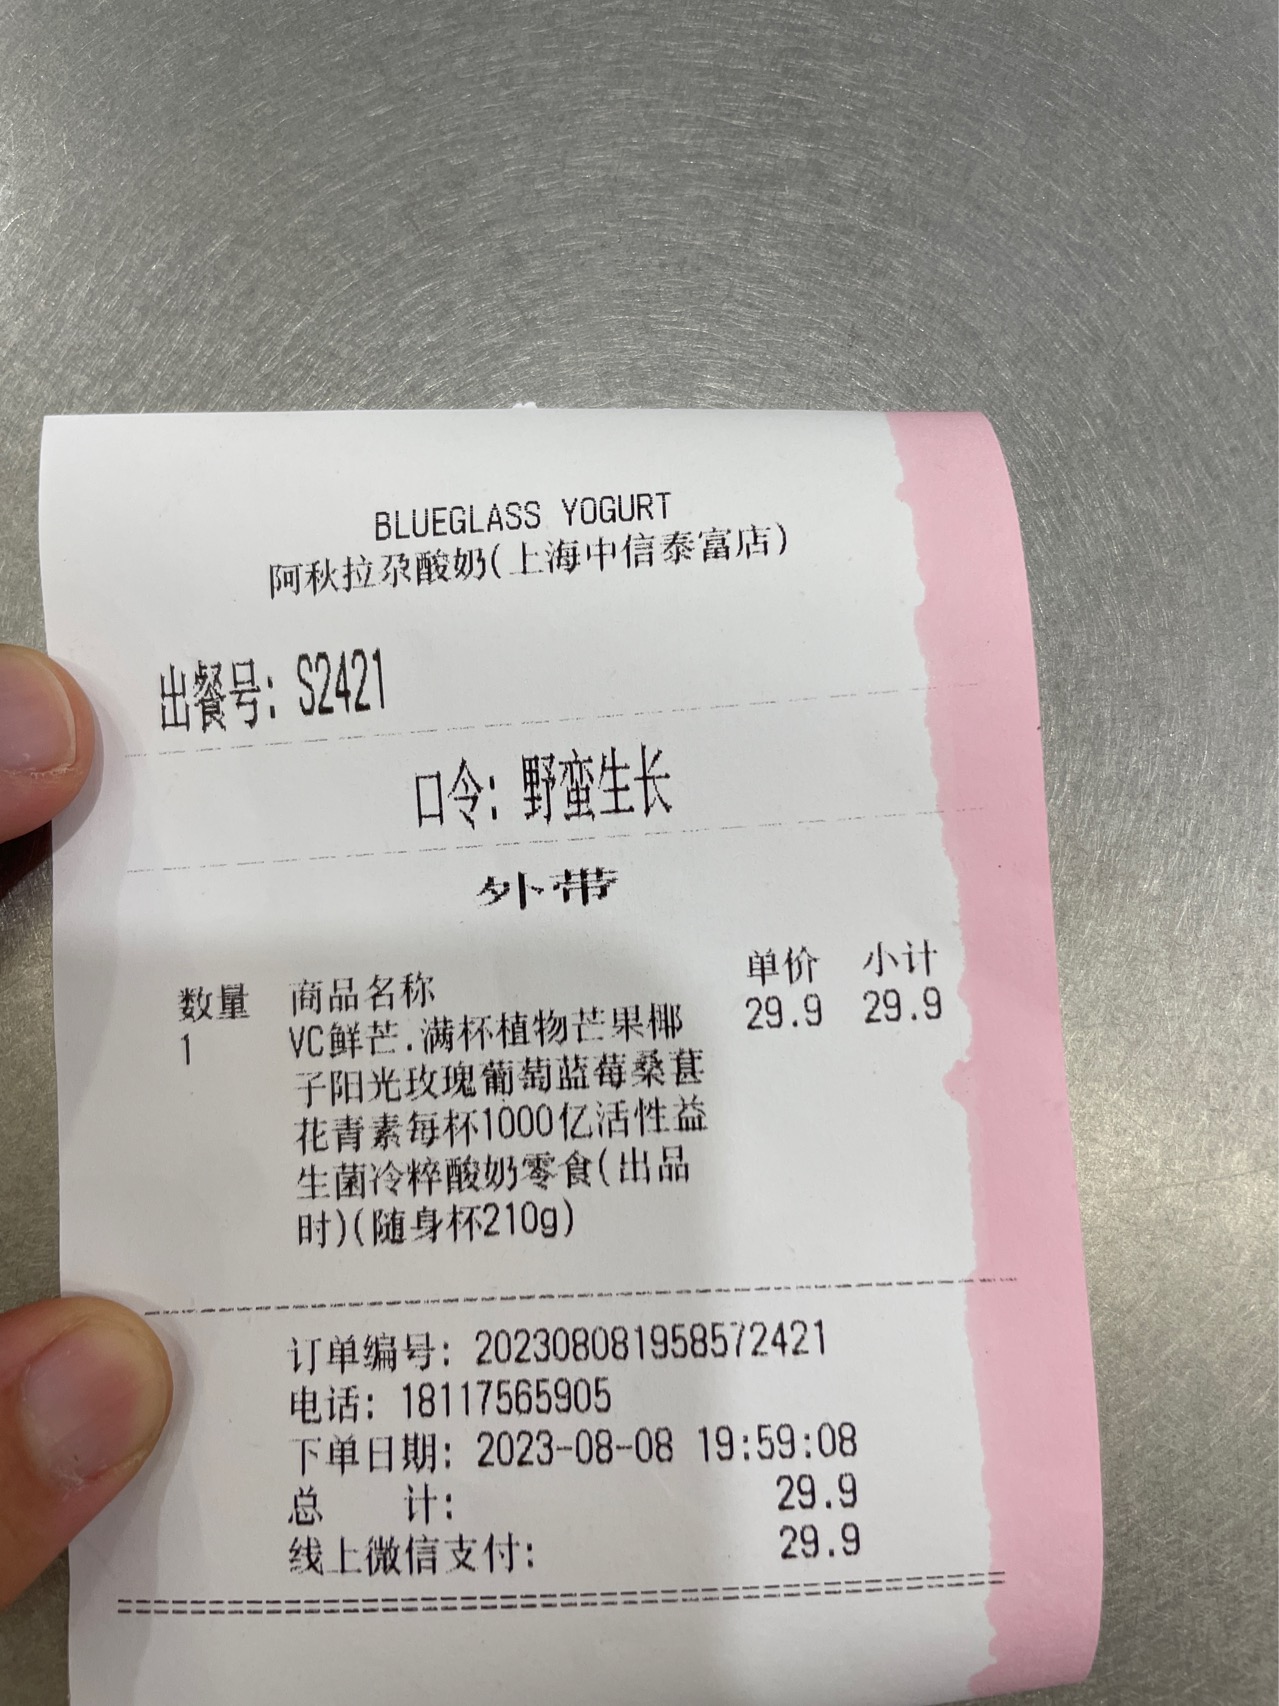 BLUEGLASS YOGURT
阿秋拉尕酸奶(上海中信泰富店)
出餐号: S2421
口令: 野蛮生长
外带
数量 商品名称 单价 小计
1 VC鲜芒.满杯植物芒果椰 29.9 29.9
子阳光玫瑰葡萄蓝莓桑葚
花青素每杯1000亿活性益
生菌冷粹酸奶零食(出品
时)(随身杯210g)
订单编号: 202308081958572421
电话: 18117565905
下单日期: 2023-08-08 19:59:08
总 计: 29.9
线上微信支付: 29.9